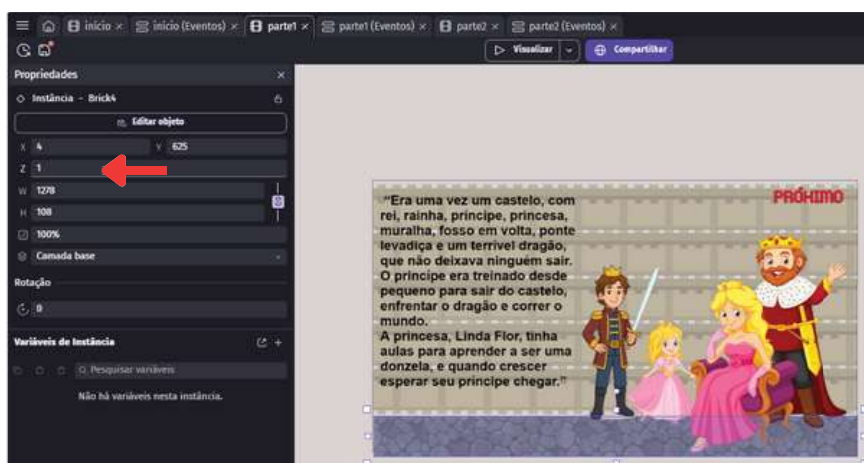 início × início (Eventos) × parte1 × parte1 (Eventos) × parte2 × parte2 (Eventos) ×
Visualizar Compartilhar
Propriedades ×
Instância - Brick4
Editar objeto
X 4 Y 625
Z 1
W 1278
H 108
100%
Camada base
Rotação
0
Variáveis de Instância +
Pesquisar variáveis
Não há variáveis nesta instância.
PRÓXIMO
"Era uma vez um castelo, com
rei, rainha, príncipe, princesa,
muralha, fosso em volta, ponte
levadiça e um terrível dragão,
que não deixava ninguém sair.
O príncipe era treinado desde
pequeno para sair do castelo,
enfrentar o dragão e correr o
mundo.
A princesa, Linda Flor, tinha
aulas para aprender a ser uma
donzela, e quando crescer
esperar seu príncipe chegar."